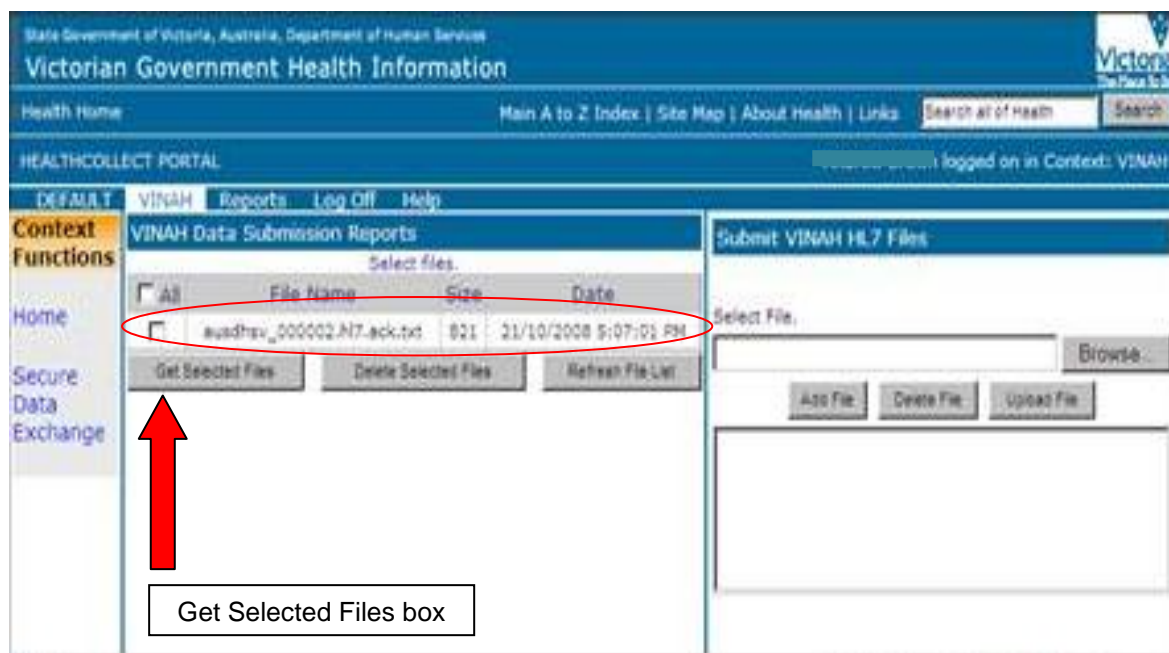 State Government of Victoria, Australia, Department of Human Services
Victorian Government Health Information
Victoria
The Place To Be
Health Home
Main A to Z Index | Site Map | About Health | Links
Search all of Health
Search
HEALTHCOLLECT PORTAL
logged on in Context: VINAH
DEFAULT VINAH Reports Log Off Help
Context
Functions
Home
Secure
Data
Exchange
VINAH Data Submission Reports
Select files.
All File Name Size Date
ausdhsv_000002.hl7.ack.txt 821 21/10/2008 5:07:01 PM
Get Selected Files Delete Selected Files Refresh File List
Get Selected Files box
Submit VINAH HL7 Files
Select File.
Browse...
Add File Delete File Upload File